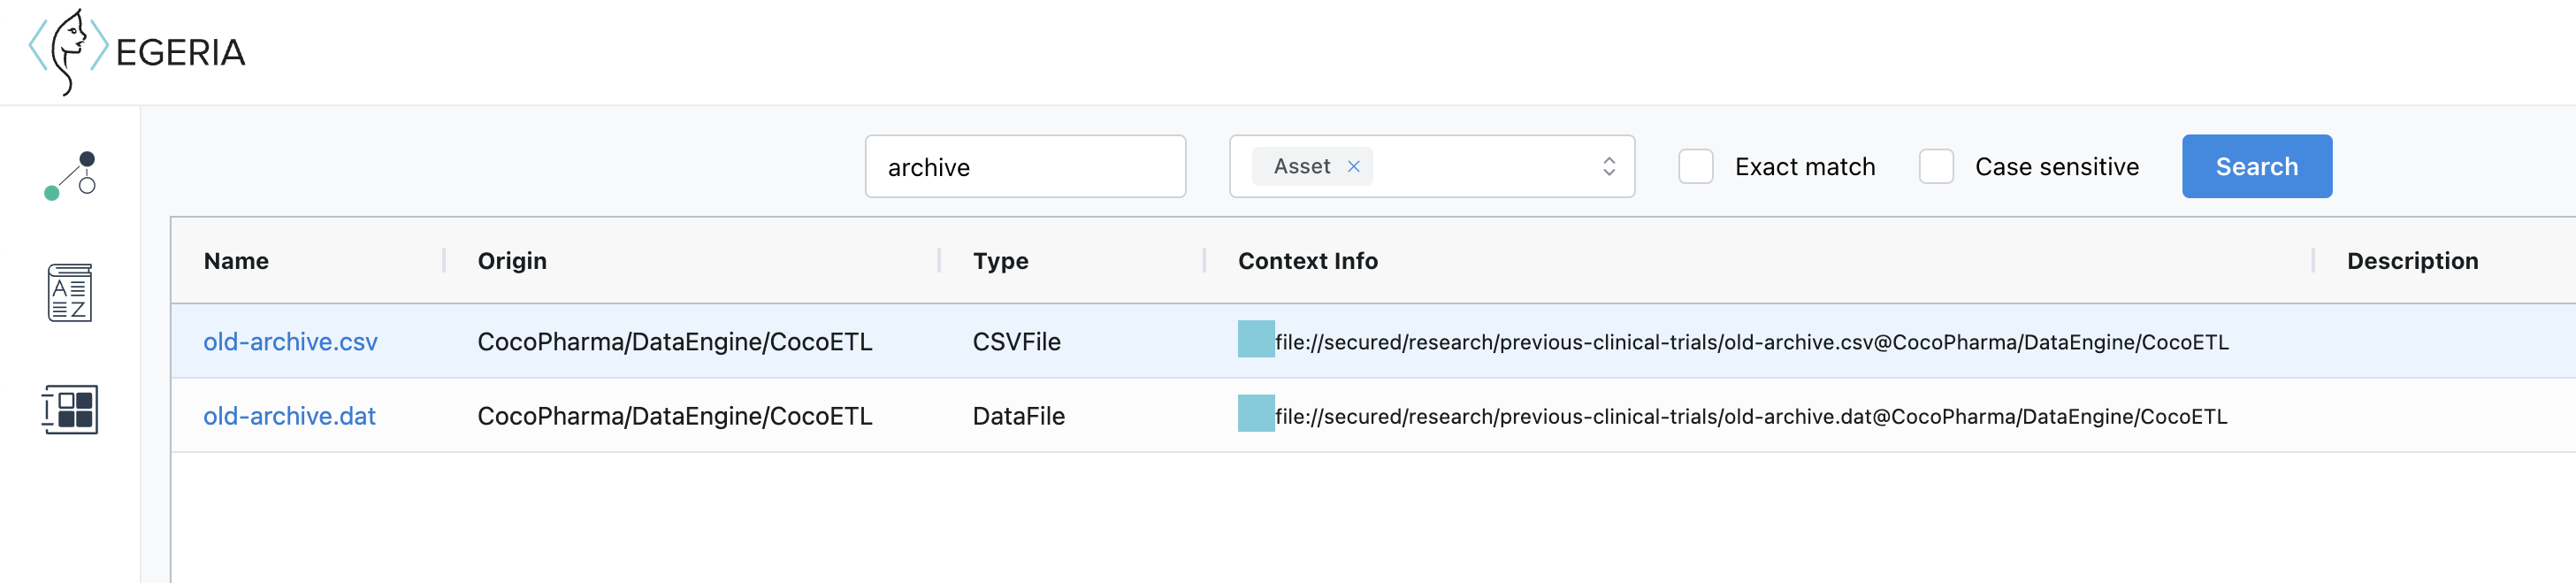 EGERIA
archive Asset Exact match Case sensitive Search
Name Origin Type Context Info Description
old-archive.csv CocoPharma/DataEngine/CocoETL CSVFile file://secured/research/previous-clinical-trials/old-archive.csv@CocoPharma/DataEngine/CocoETL
old-archive.dat CocoPharma/DataEngine/CocoETL DataFile file://secured/research/previous-clinical-trials/old-archive.dat@CocoPharma/DataEngine/CocoETL
A
Z